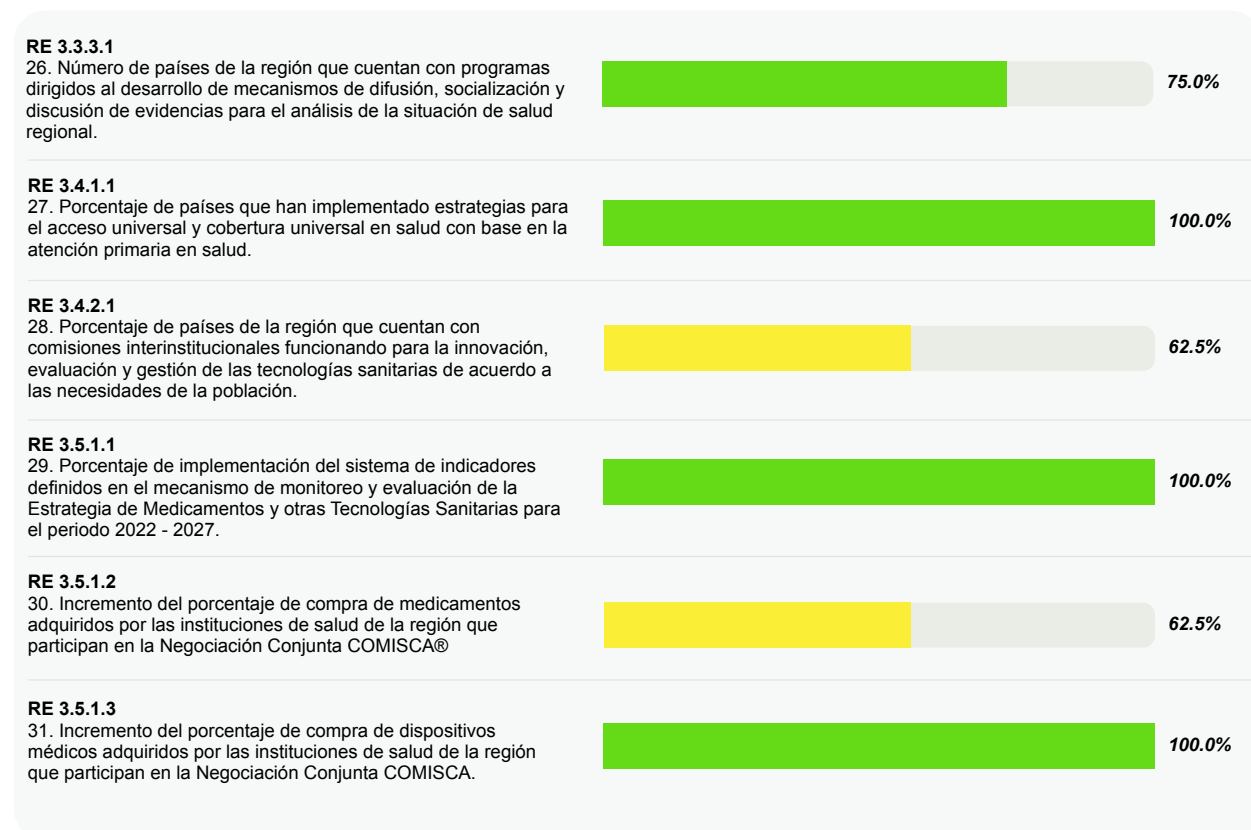 RE 3.3.3.1
26. Número de países de la región que cuentan con programas
dirigidos al desarrollo de mecanismos de difusión, socialización y
discusión de evidencias para el análisis de la situación de salud
regional.
75.0%
RE 3.4.1.1
27. Porcentaje de países que han implementado estrategias para
el acceso universal y cobertura universal en salud con base en la
atención primaria en salud.
100.0%
RE 3.4.2.1
28. Porcentaje de países de la región que cuentan con
comisiones interinstitucionales funcionando para la innovación,
evaluación y gestión de las tecnologías sanitarias de acuerdo a
las necesidades de la población.
62.5%
RE 3.5.1.1
29. Porcentaje de implementación del sistema de indicadores
definidos en el mecanismo de monitoreo y evaluación de la
Estrategia de Medicamentos y otras Tecnologías Sanitarias para
el periodo 2022 - 2027.
100.0%
RE 3.5.1.2
30. Incremento del porcentaje de compra de medicamentos
adquiridos por las instituciones de salud de la región que
participan en la Negociación Conjunta COMISCA®
62.5%
RE 3.5.1.3
31. Incremento del porcentaje de compra de dispositivos
médicos adquiridos por las instituciones de salud de la región
que participan en la Negociación Conjunta COMISCA.
100.0%